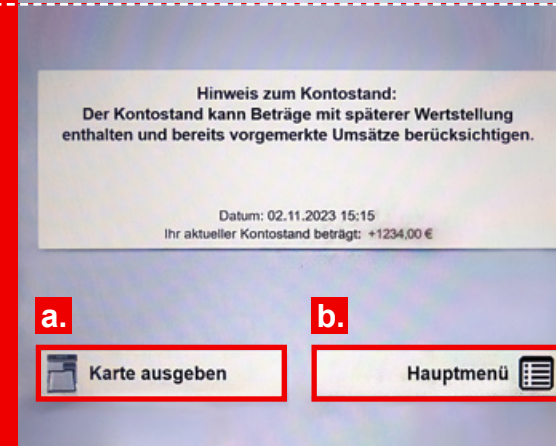 Hinweis zum Kontostand:
Der Kontostand kann Beträge mit späterer Wertstellung
enthalten und bereits vorgemerkte Umsätze berücksichtigen.
Datum: 02.11.2023 15:15
Ihr aktueller Kontostand beträgt: +1234,00 €
a.
b.
Karte ausgeben
Hauptmenü